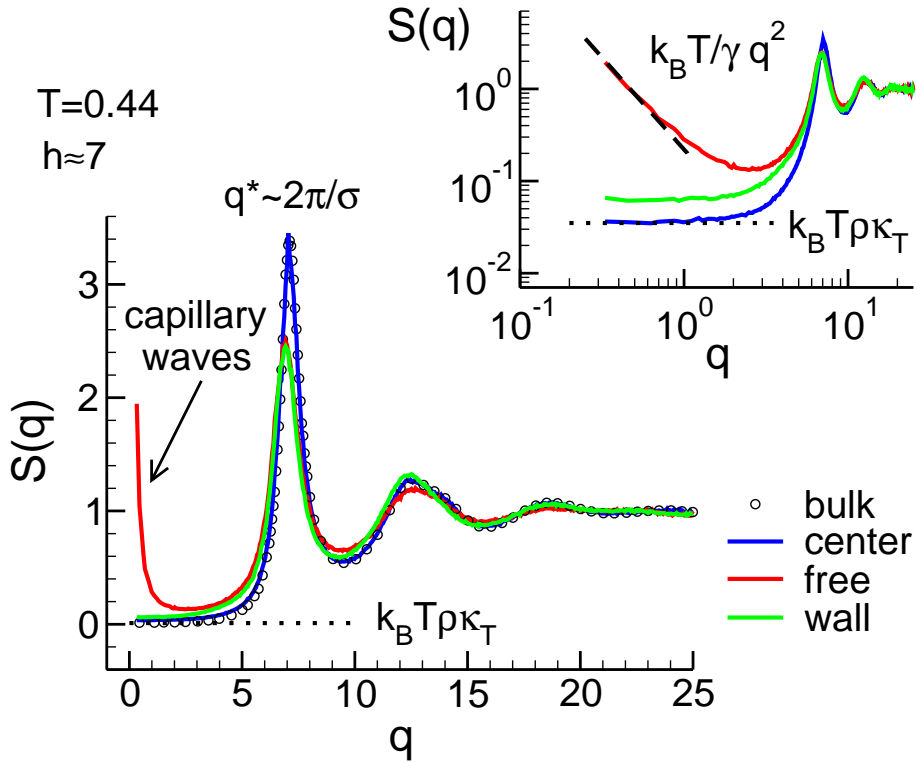 S(q)
k_BT/γ q^2
T=0.44
h≈7
10^0
10^-1
k_BTρκ_T
10^-2
10^-1 10^0 10^1
q
q*~2π/σ
capillary
waves
S(q)
3
2
1
0
k_BTρκ_T
0 5 10 15 20 25
q
bulk
center
free
wall